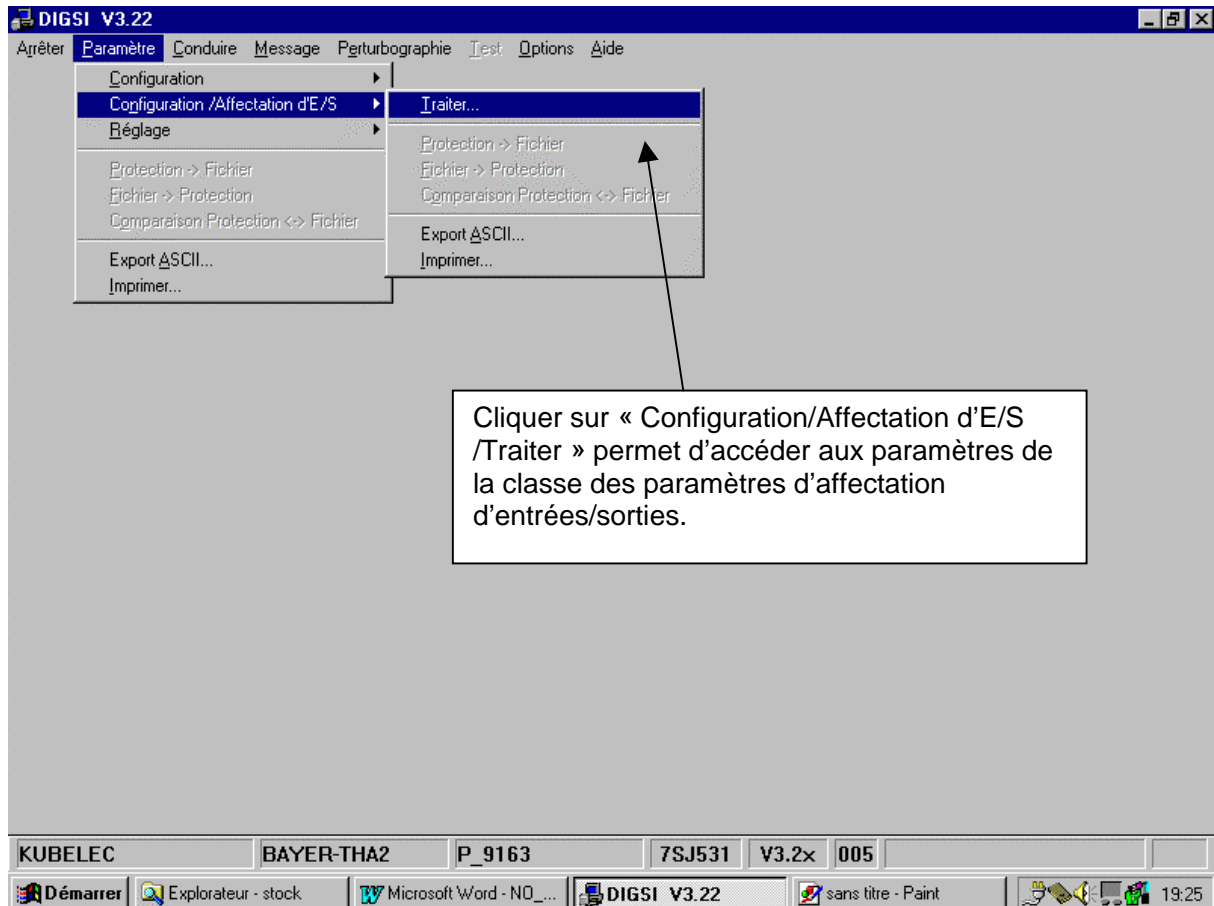 DIGSI V3.22
Arrêter Paramètre Conduire Message Perturbographie Test Options Aide
Configuration
Configuration /Affectation d'E/S
Réglage
Protection -> Fichier
Fichier -> Protection
Comparaison Protection <-> Fichier
Export ASCII...
Imprimer...
Traiter...
Protection -> Fichier
Fichier -> Protection
Comparaison Protection <-> Fichier
Export ASCII...
Imprimer...
Cliquer sur « Configuration/Affectation d’E/S
/Traiter » permet d’accéder aux paramètres de
la classe des paramètres d’affectation
d’entrées/sorties.
KUBELEC BAYER-THA2 P_9163 7SJ531 V3.2x 005
Démarrer Explorateur - stock Microsoft Word - NO_... DIGSI V3.22 sans titre - Paint 19:25